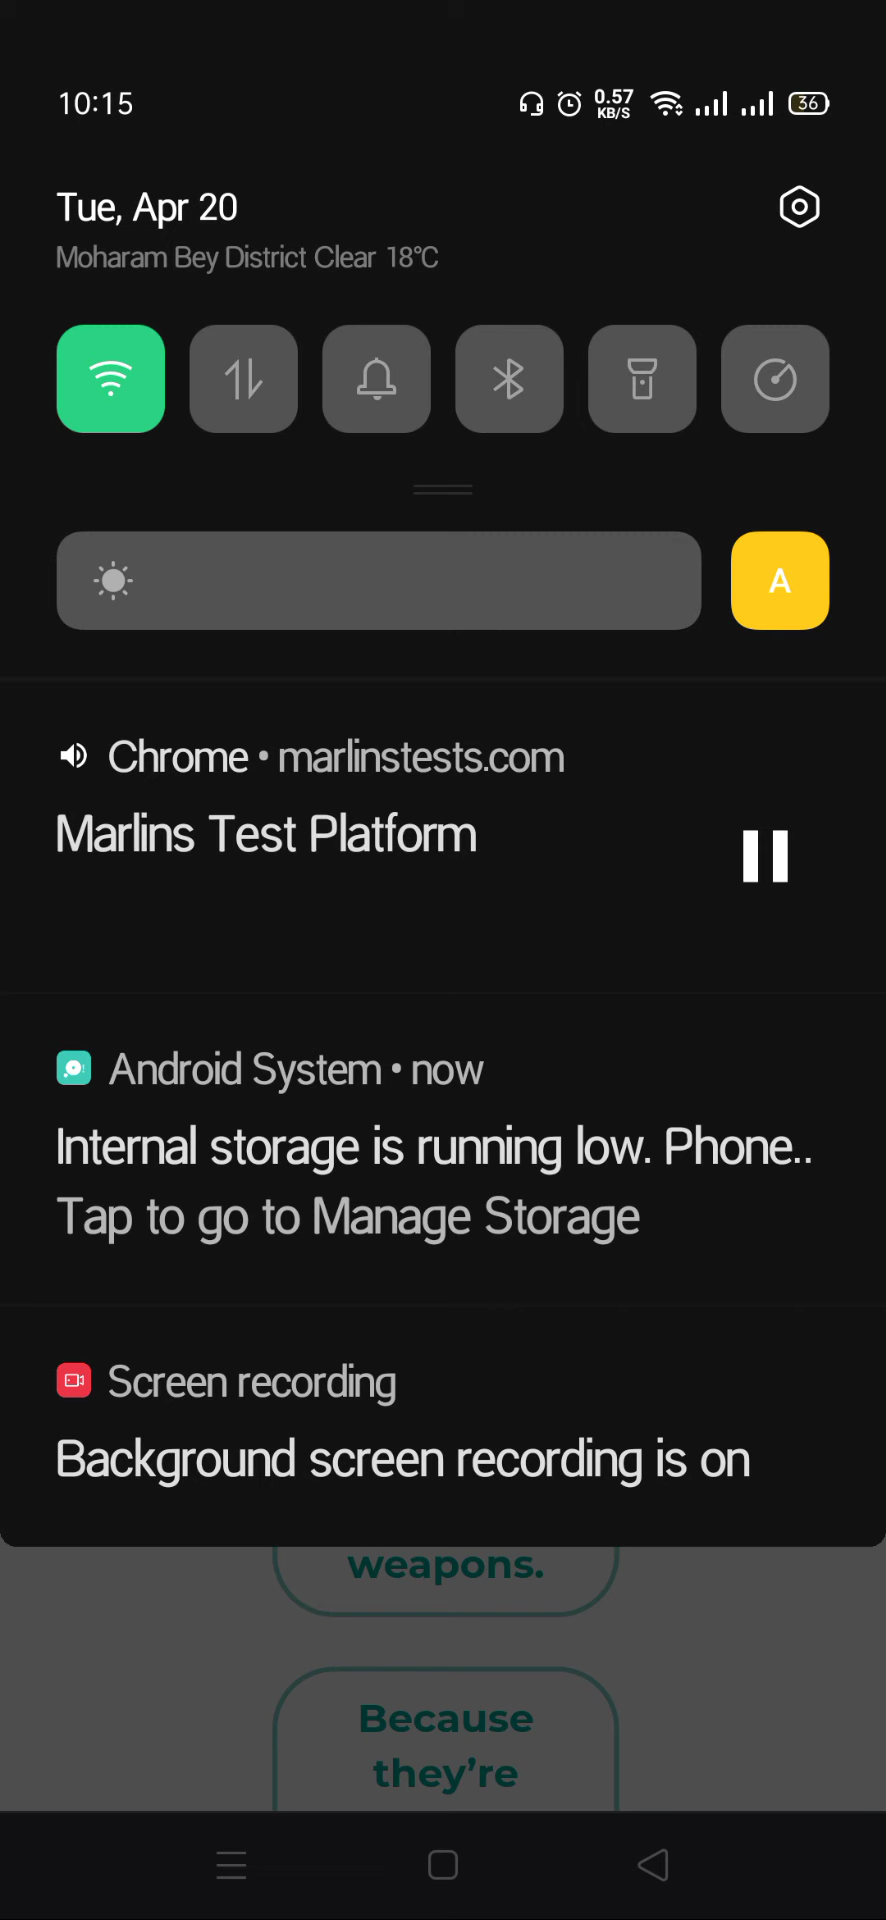 10:15
0.57
KB/S
36
Tue, Apr 20
Moharam Bey District Clear 18°C
A
Chrome • marlinstests.com
Marlins Test Platform
Android System • now
Internal storage is running low. Phone..
Tap to go to Manage Storage
Screen recording
Background screen recording is on
weapons.
Because
they’re